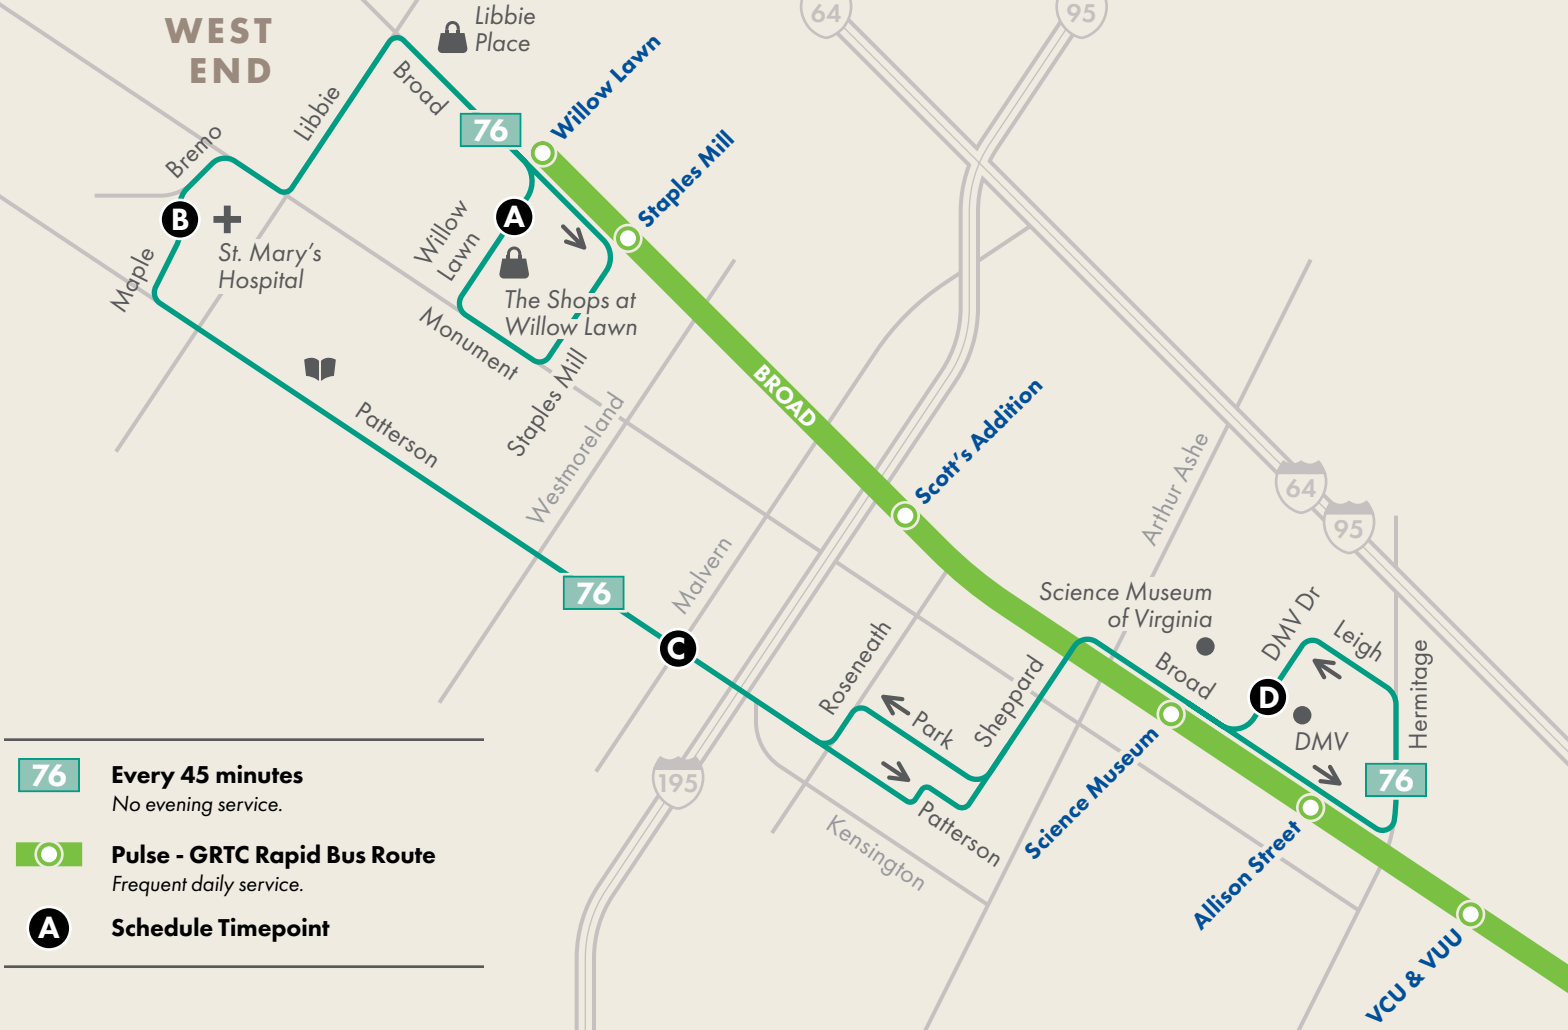 WEST
END
Libbie
Place
64
95
Broad
Libbie
Bremo
76
Willow Lawn
Staples Mill
B
St. Mary's
Hospital
Maple
A
Willow
Lawn
The Shops at
Willow Lawn
Monument
Staples Mill
Westmoreland
Patterson
BROAD
Scott's Addition
Arthur Ashe
64
95
76
Malvern
C
Science Museum
of Virginia
DMV Dr
Leigh
Hermitage
Broad
D
DMV
76
Roseneath
Park
Sheppard
Patterson
Kensington
195
Science Museum
Allison Street
VCU & VUU
76
Every 45 minutes
No evening service.
Pulse - GRTC Rapid Bus Route
Frequent daily service.
A
Schedule Timepoint